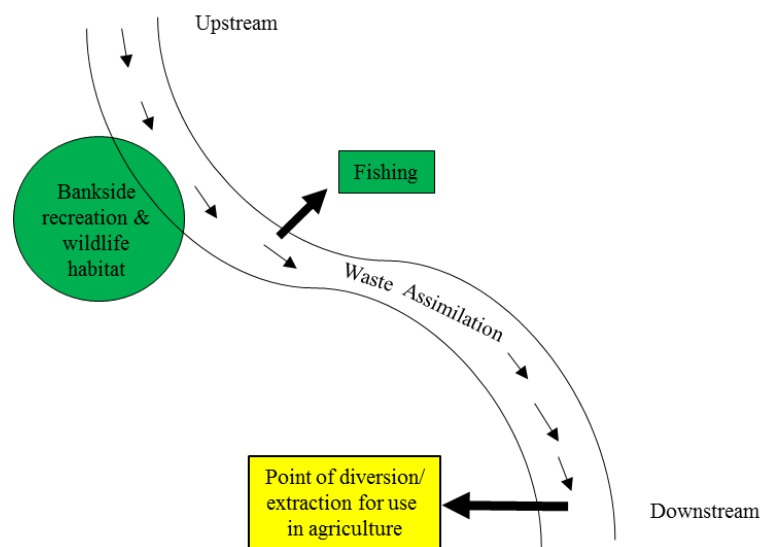 Upstream
Fishing
Bankside
recreation &
wildlife
habitat
Waste Assimilation
Point of diversion/
extraction for use
in agriculture
Downstream